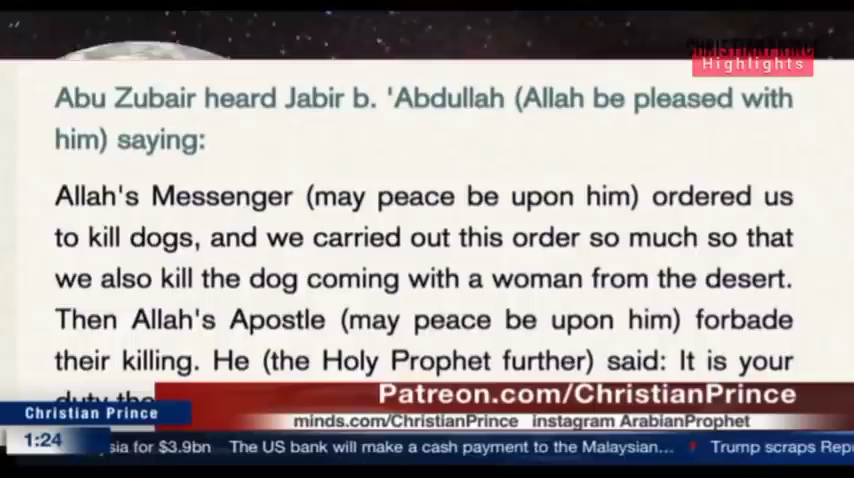 CHRISTIANPRINCE
Highlights
Abu Zubair heard Jabir b. 'Abdullah (Allah be pleased with
him) saying:
Allah's Messenger (may peace be upon him) ordered us
to kill dogs, and we carried out this order so much so that
we also kill the dog coming with a woman from the desert.
Then Allah's Apostle (may peace be upon him) forbade
their killing. He (the Holy Prophet further) said: It is your
duty the
Patreon.com/ChristianPrince
Christian Prince
minds.com/ChristianPrince instagram ArabianProphet
1:24
sia for $3.9bn The US bank will make a cash payment to the Malaysian... Trump scraps Rep